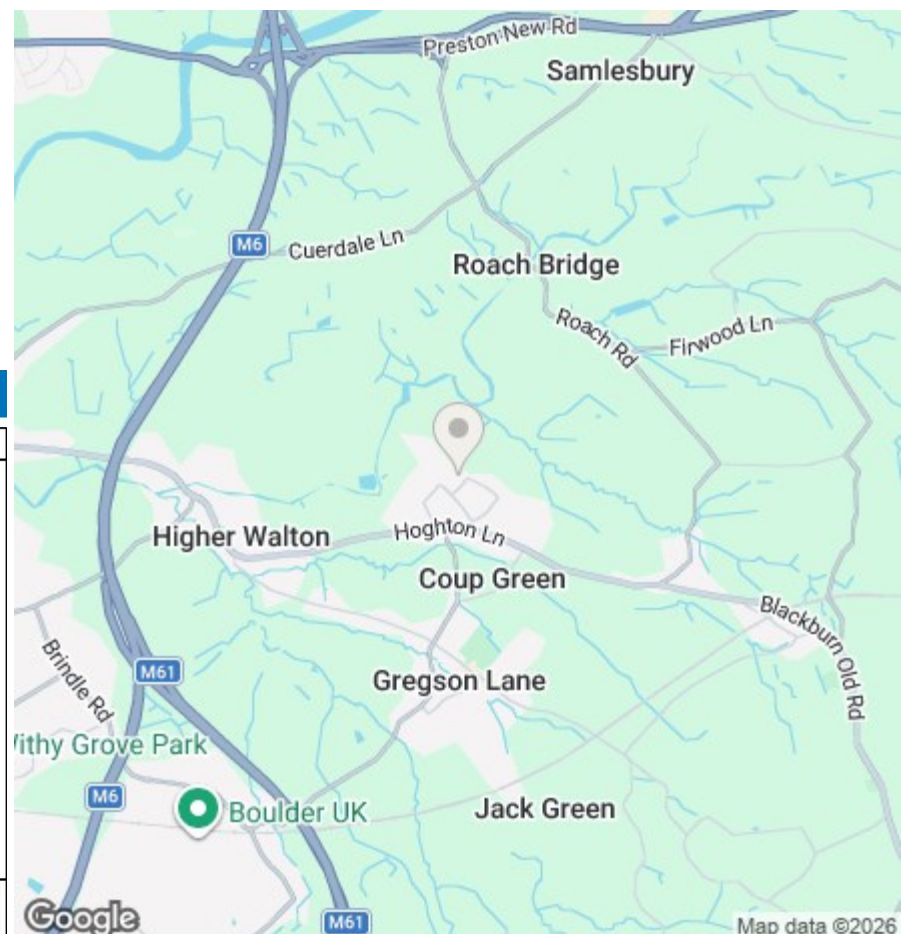 Preston New Rd
Samlesbury
M6
Cuerdale Ln
Roach Bridge
Roach Rd
Firwood Ln
Higher Walton
Hoghton Ln
Coup Green
Blackburn Old Rd
Brindle Rd
M61
Gregson Lane
Withy Grove Park
M6
Boulder UK
Jack Green
M61
Google
Map data ©2026